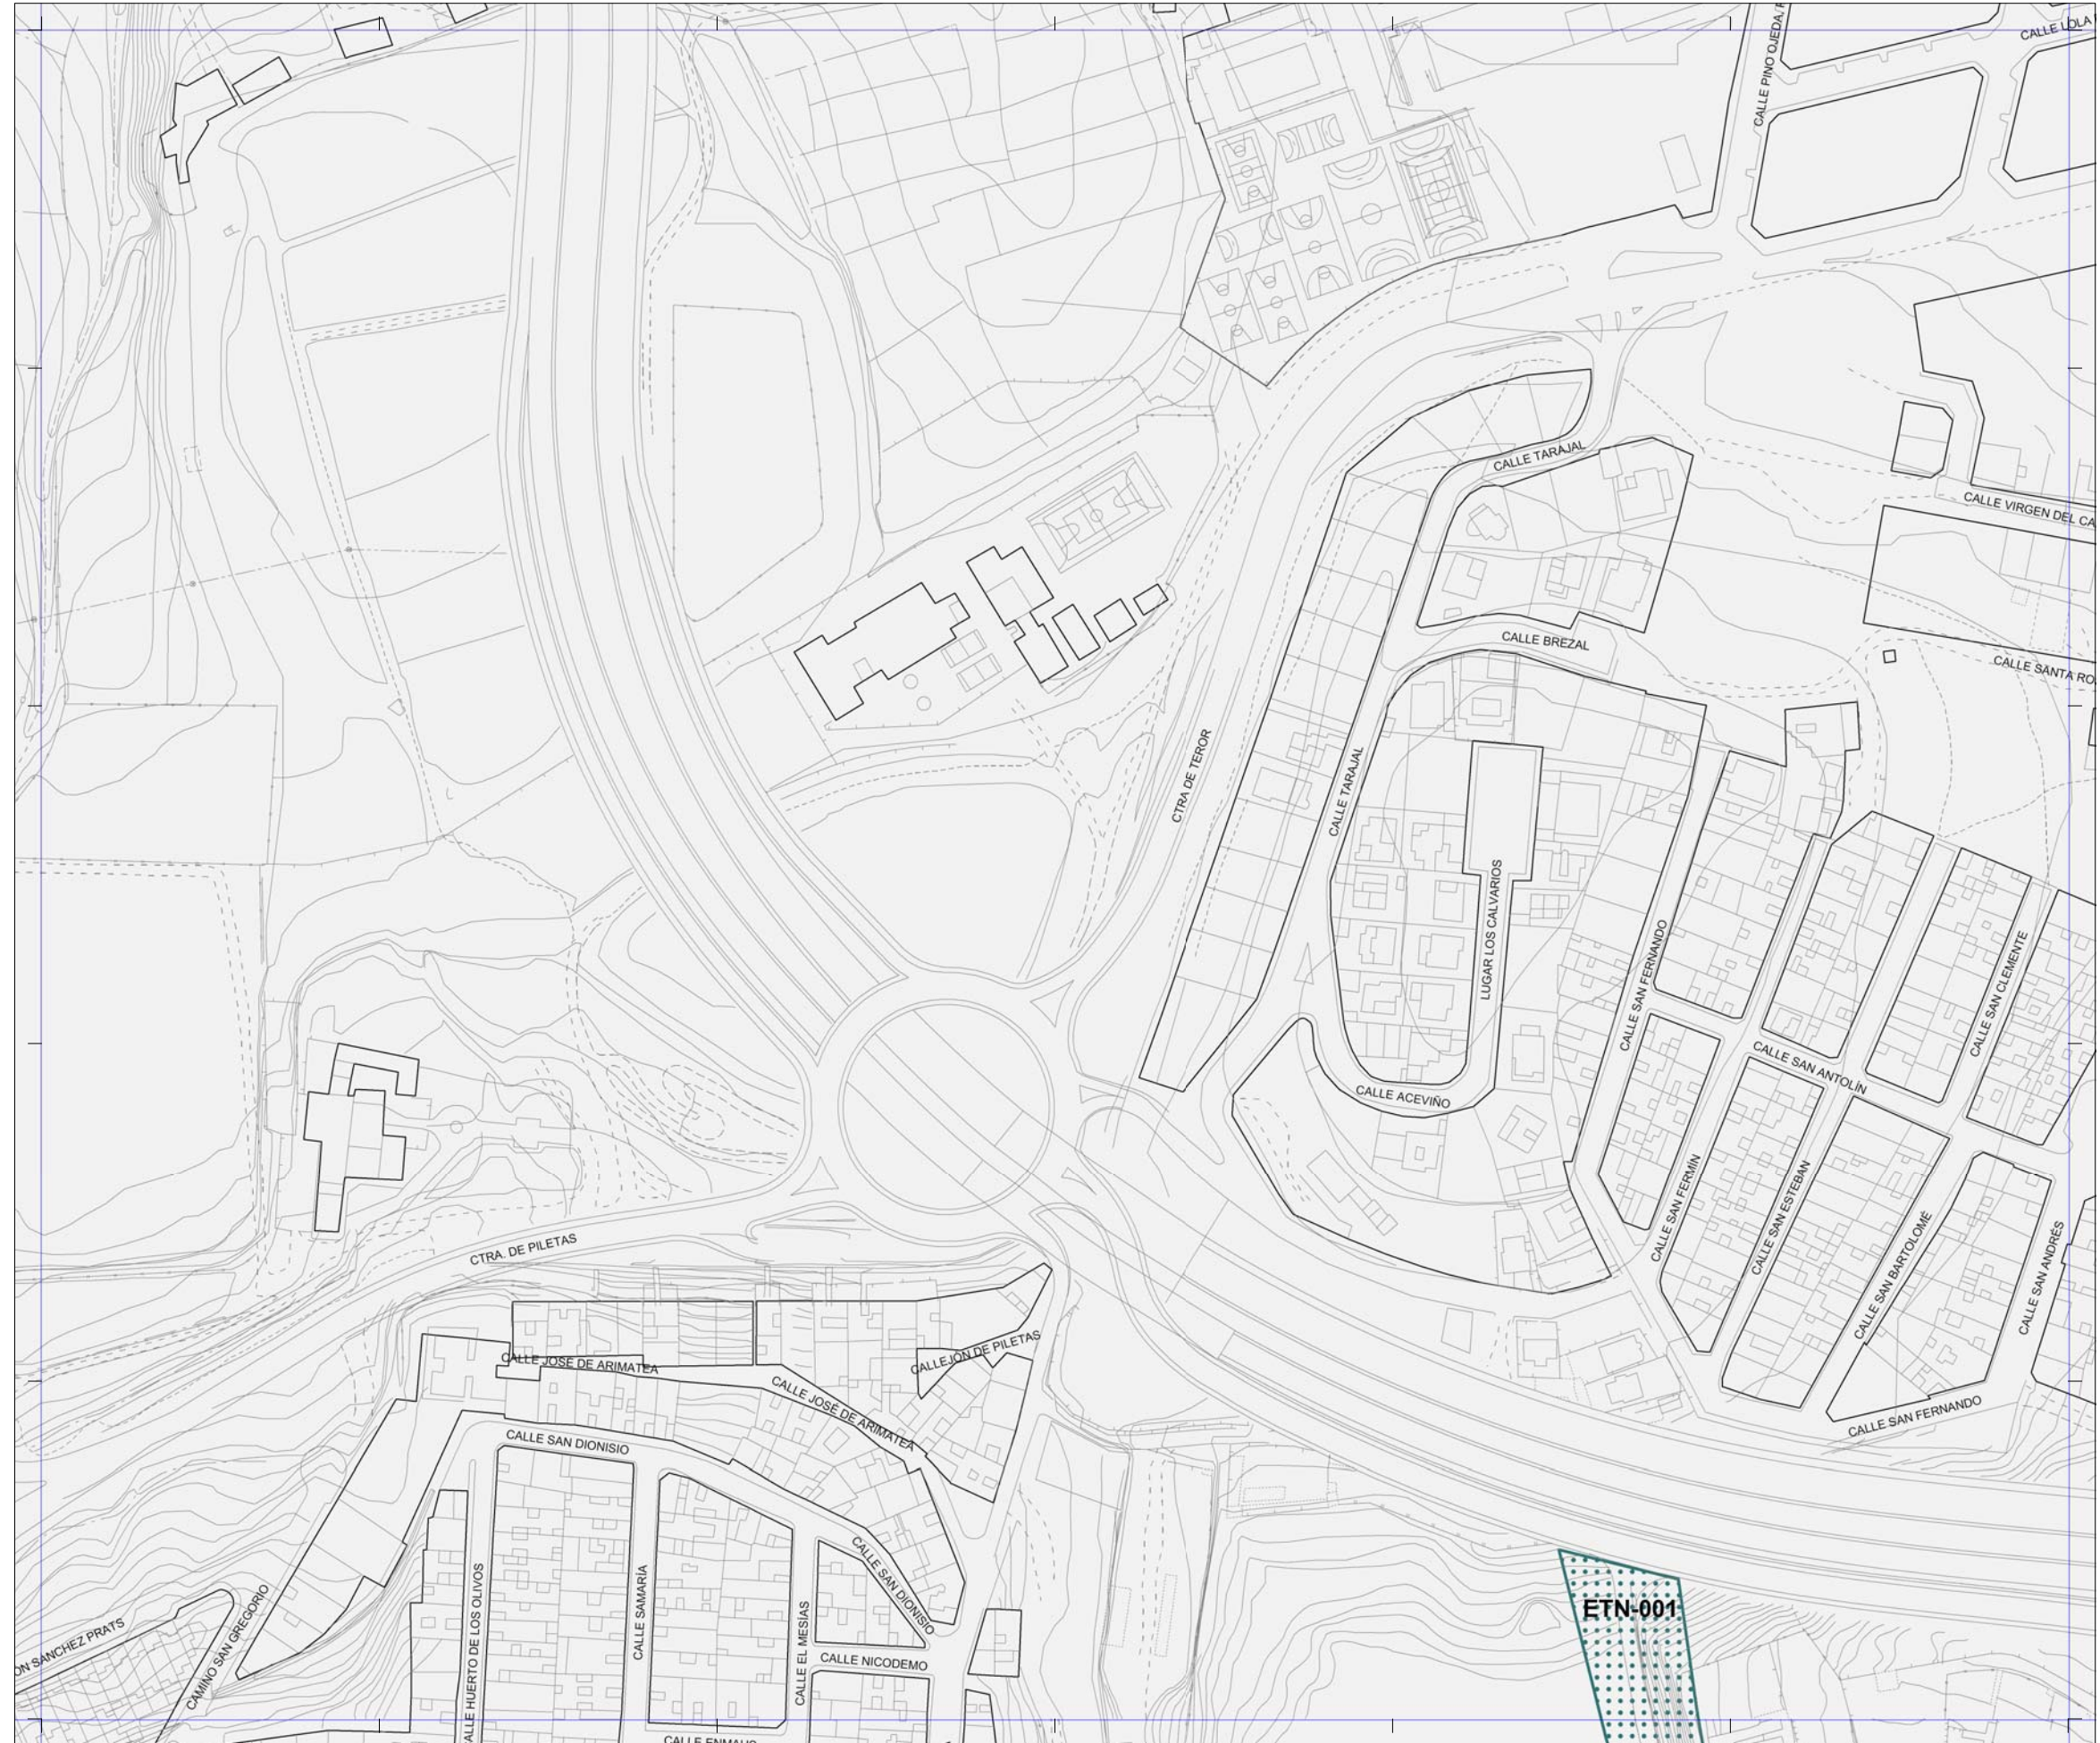 CALLE LOLA
CALLE PINO OJEDA,
CALLE TARAJAL
CALLE VIRGEN DEL CA
CALLE BREZAL
CALLE SANTA RO
CTRA DE TEROR
CALLE TARAJAL
LUGAR LOS CALVARIOS
CALLE SAN FERNANDO
CALLE SAN CLEMENTE
CALLE SAN ANTOLÍN
CALLE ACEVIÑO
CALLE SAN FERMÍN
CALLE SAN ESTEBAN
CALLE SAN BARTOLOMÉ
CALLE SAN ANDRÉS
CTRA. DE PILETAS
CALLEJÓN DE PILETAS
CALLE JOSÉ DE ARIMATEA
CALLE JOSÉ DE ARIMATEA
CALLE SAN FERNANDO
CALLE SAN DIONISIO
CALLE SAN DIONISIO
ETN-001
CALLE SAMARÍA
CALLE HUERTO DE LOS OLIVOS
CALLE EL MESÍAS
CAMINO SAN GREGORIO
ON SANCHEZ PRATS
CALLE NICODEMO
CALLE EMMAUS